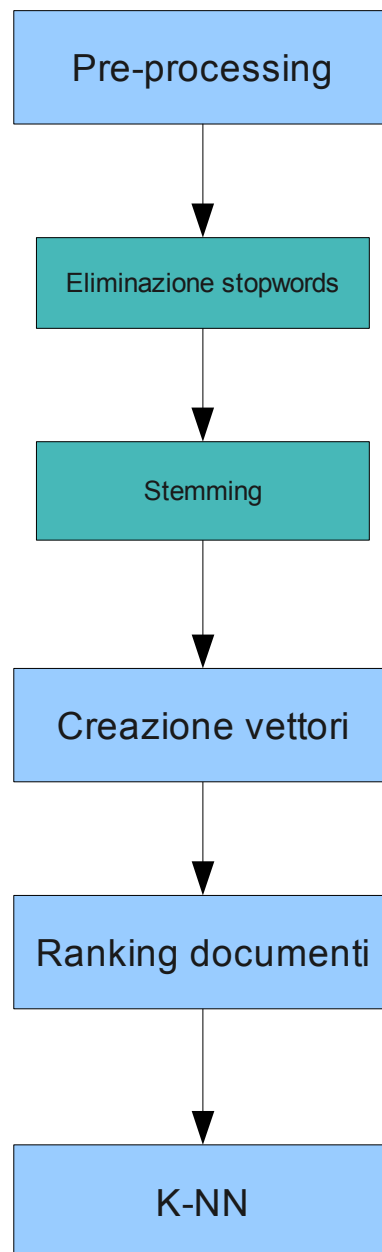 Pre-processing
Eliminazione stopwords
Stemming
Creazione vettori
Ranking documenti
K-NN